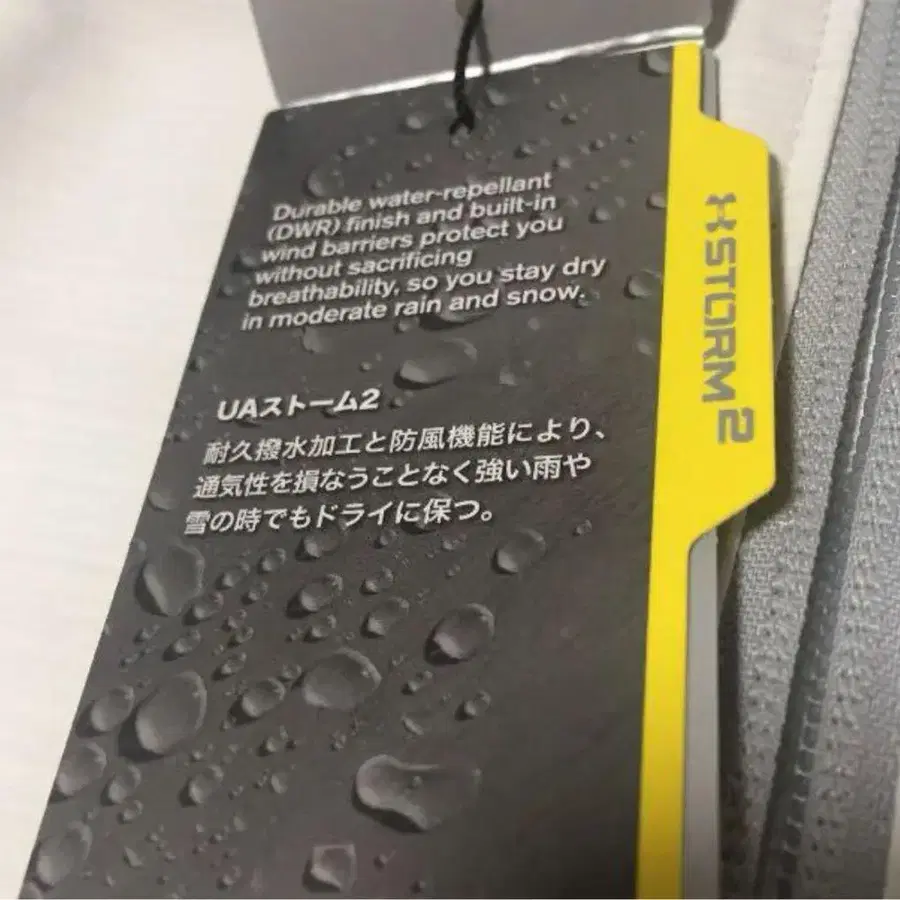 Durable water-repellant
(DWR) finish and built-in
wind barriers protect you
without sacrificing
breathability, so you stay dry
in moderate rain and snow.
UAストーム2
耐久撥水加工と防風機能により、
通気性を損なうことなく強い雨や
雪の時でもドライに保つ。
STORM2